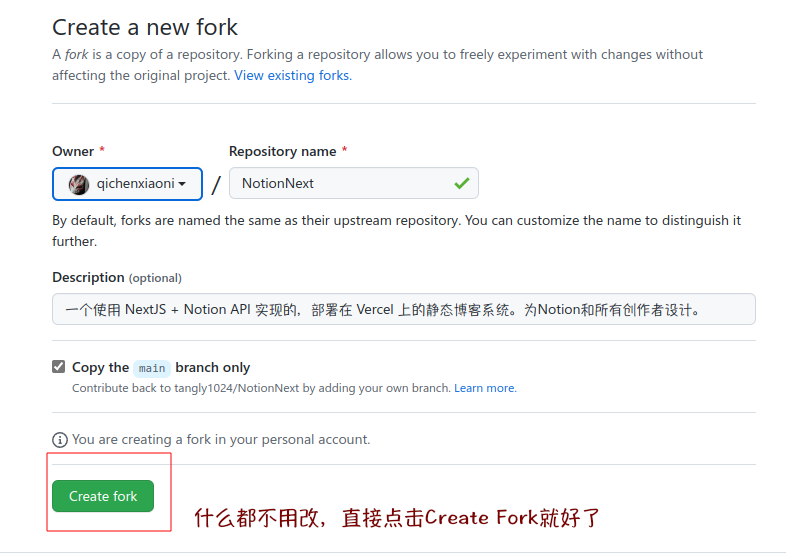 Create a new fork
A fork is a copy of a repository. Forking a repository allows you to freely experiment with changes without
affecting the original project. View existing forks.
Owner * Repository name *
qichenxiaoni / NotionNext
By default, forks are named the same as their upstream repository. You can customize the name to distinguish it
further.
Description (optional)
一个使用 NextJS + Notion API 实现的，部署在 Vercel 上的静态博客系统。为Notion和所有创作者设计。
Copy the main branch only
Contribute back to tangly1024/NotionNext by adding your own branch. Learn more.
You are creating a fork in your personal account.
Create fork
什么都不用改，直接点击Create Fork就好了